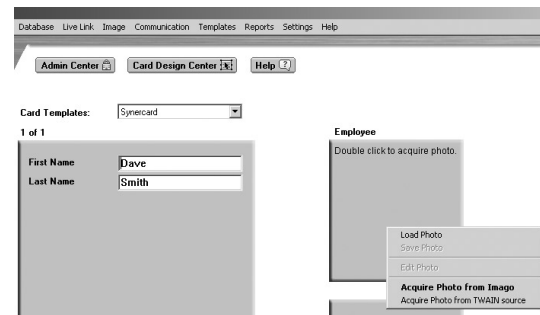 Database Live Link Image Communication Templates Reports Settings Help
Admin Center Card Design Center Help
Card Templates: Synercard
1 of 1 Employee
Double click to acquire photo.
First Name Dave
Last Name Smith
Load Photo
Save Photo
Edit Photo
Acquire Photo from Imago
Acquire Photo from TWAIN source